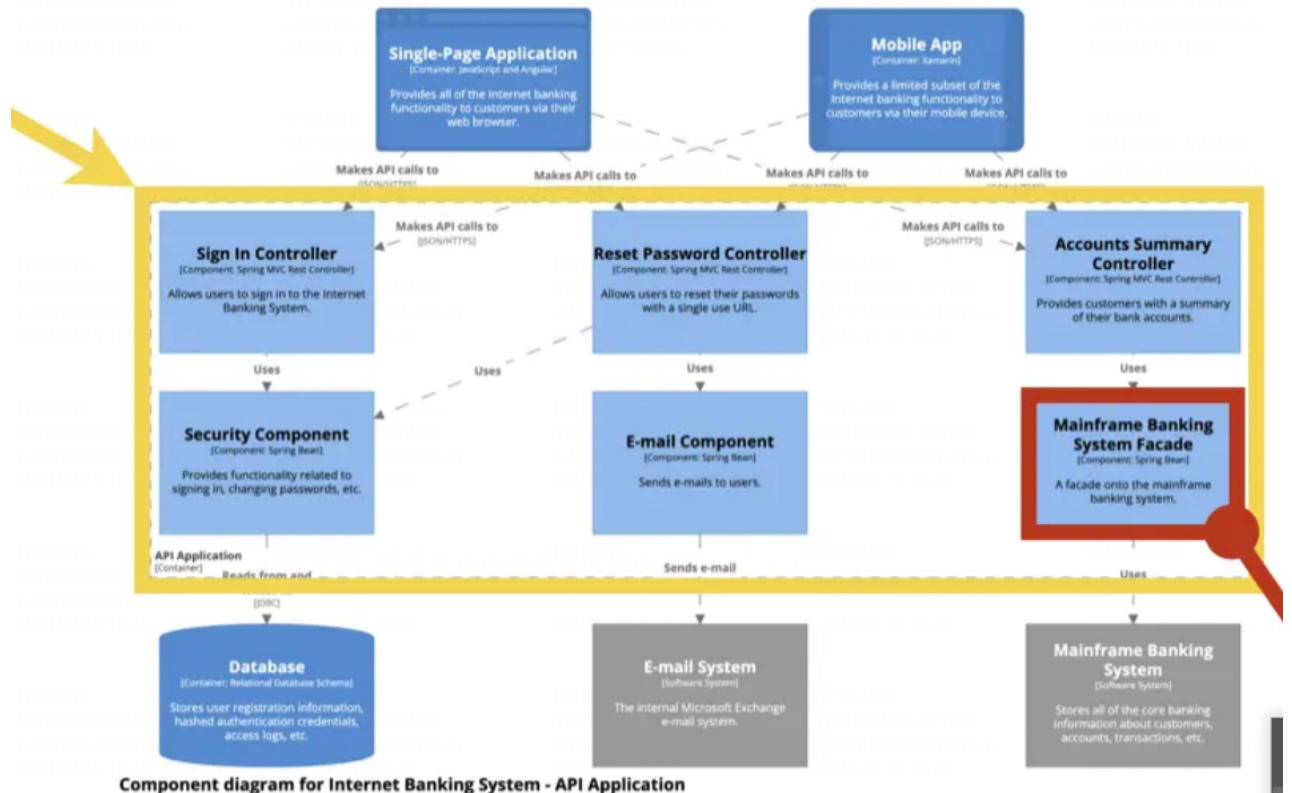 Single-Page Application
[Container: JavaScript and Angular]
Provides all of the Internet banking
functionality to customers via their
web browser.
Mobile App
[Container: Xamarin]
Provides a limited subset of the
Internet banking functionality to
customers via their mobile device.
Makes API calls to
[JSON/HTTPS]
Makes API calls to
Makes API calls to
[JSON/HTTPS]
Makes API calls to
[JSON/HTTPS]
Makes API calls to
[JSON/HTTPS]
Makes API calls to
[JSON/HTTPS]
Sign In Controller
[Component: Spring MVC Rest Controller]
Allows users to sign in to the Internet
Banking System.
Reset Password Controller
[Component: Spring MVC Rest Controller]
Allows users to reset their passwords
with a single use URL.
Accounts Summary
Controller
[Component: Spring MVC Rest Controller]
Provides customers with a summary
of their bank accounts.
Uses
Uses
Uses
Uses
Security Component
[Component: Spring Bean]
Provides functionality related to
signing in, changing passwords, etc.
E-mail Component
[Component: Spring Bean]
Sends e-mails to users.
Mainframe Banking
System Facade
[Component: Spring Bean]
A facade onto the mainframe
banking system.
API Application
[Container]
Reads from and
[JDBC]
Sends e-mail
Uses
Database
[Container: Relational Database Schema]
Stores user registration information,
hashed authentication credentials,
access logs, etc.
E-mail System
[Software System]
The internal Microsoft Exchange
e-mail system.
Mainframe Banking
System
[Software System]
Stores all of the core banking
information about customers,
accounts, transactions, etc.
Component diagram for Internet Banking System - API Application